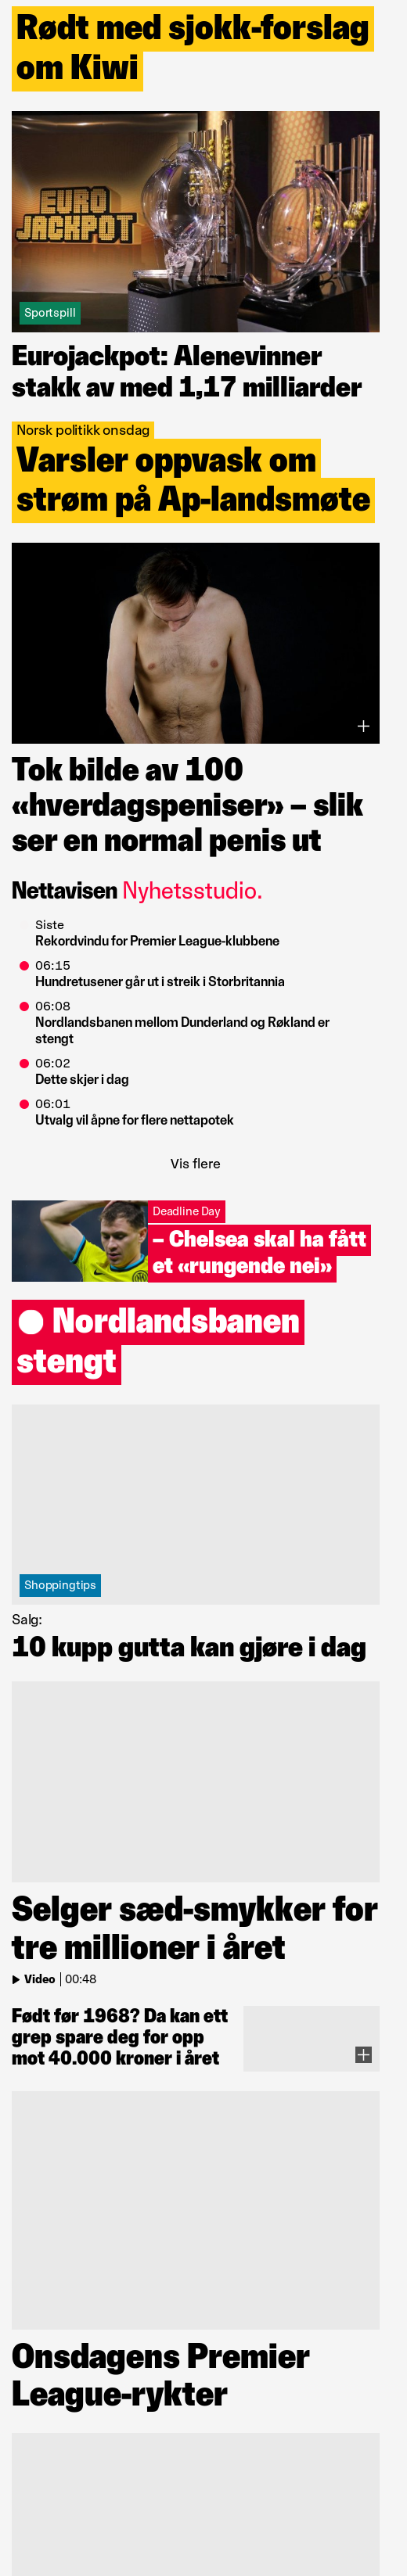 Rødt med sjokk-forslag
om Kiwi
EURO
JACKPOT
Sportspill
Eurojackpot: Alenevinner
stakk av med 1,17 milliarder
Norsk politikk onsdag
Varsler oppvask om
strøm på Ap-landsmøte
Tok bilde av 100
«hverdagspeniser» – slik
ser en normal penis ut
Nettavisen Nyhetsstudio.
Siste
Rekordvindu for Premier League-klubbene
06:15
Hundretusener går ut i streik i Storbritannia
06:08
Nordlandsbanen mellom Dunderland og Røkland er
stengt
06:02
Dette skjer i dag
06:01
Utvalg vil åpne for flere nettapotek
Vis flere
Deadline Day
– Chelsea skal ha fått
et «rungende nei»
Nordlandsbanen
stengt
Shoppingtips
Salg:
10 kupp gutta kan gjøre i dag
Selger sæd-smykker for
tre millioner i året
Video 00:48
Født før 1968? Da kan ett
grep spare deg for opp
mot 40.000 kroner i året
Onsdagens Premier
League-rykter